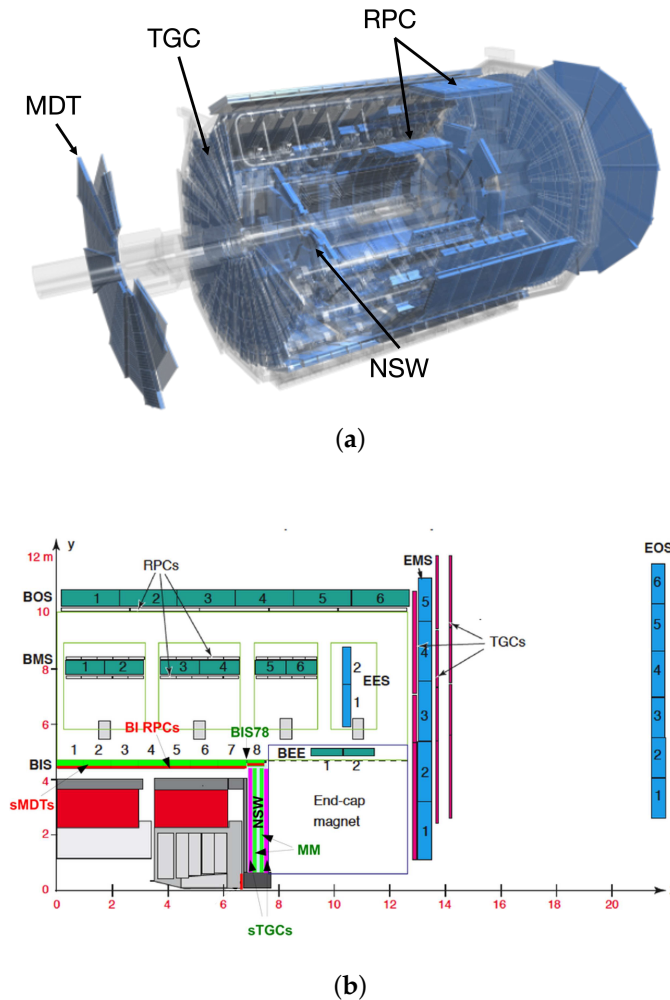 RPC
TGC
MDT
NSW
(a)
y
12 m
RPCs
EMS
EOS
BOS
1 2 3 4 5 6
10
5
6
TGCs
5
BMS
1 2 3 4 5 6
8
2
EES
1
4
4
6
BI RPCs
BIS78
3
3
1 2 3 4 5 6 7 8
BEE
1 2
BIS
2
2
4
sMDTs
NSW
End-cap
magnet
1
1
2
MM
0
0 2 4 6 8 10 12 14 16 18 20
sTGCs
(b)